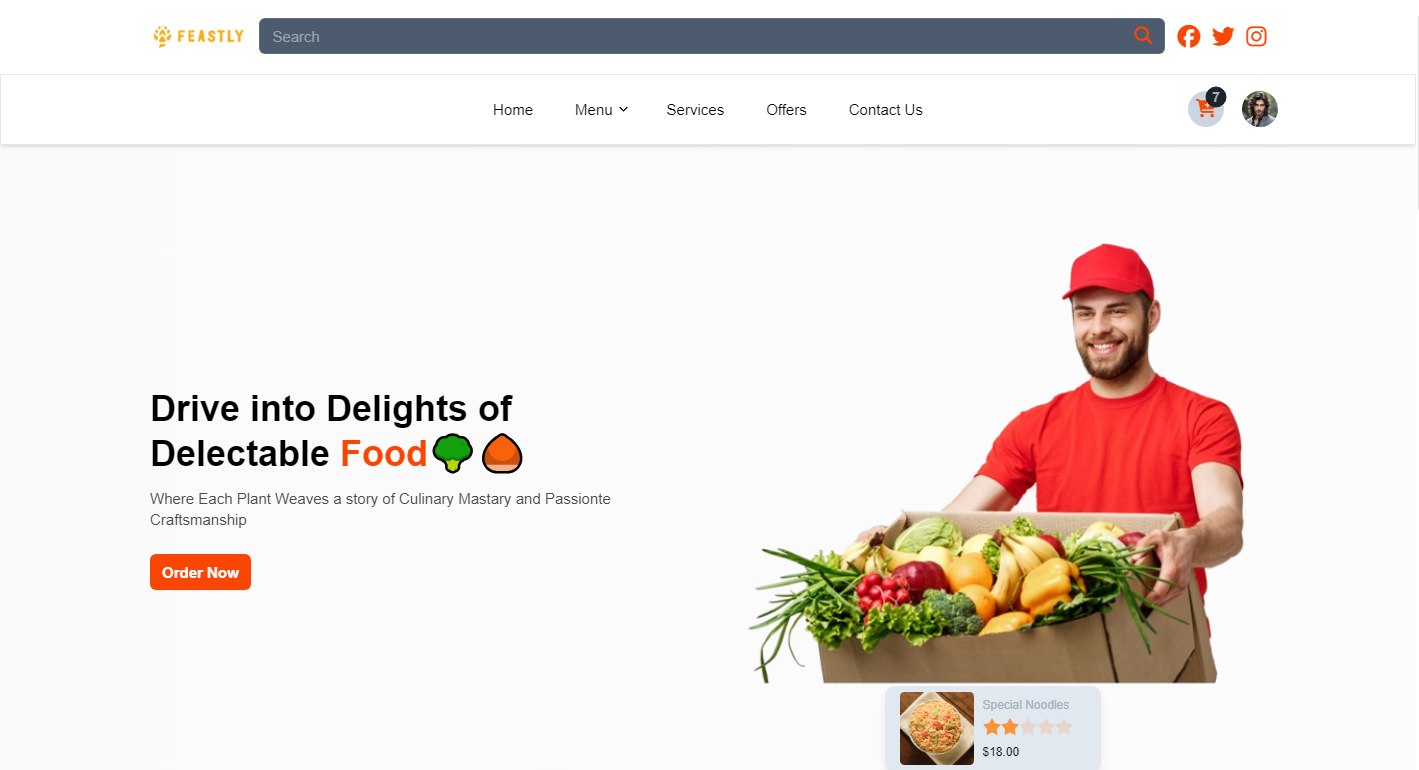 FEASTLY
Search
7
Home Menu Services Offers Contact Us
Drive into Delights of
Delectable Food
Where Each Plant Weaves a story of Culinary Mastary and Passionte
Craftsmanship
Order Now
Special Noodles
$18.00